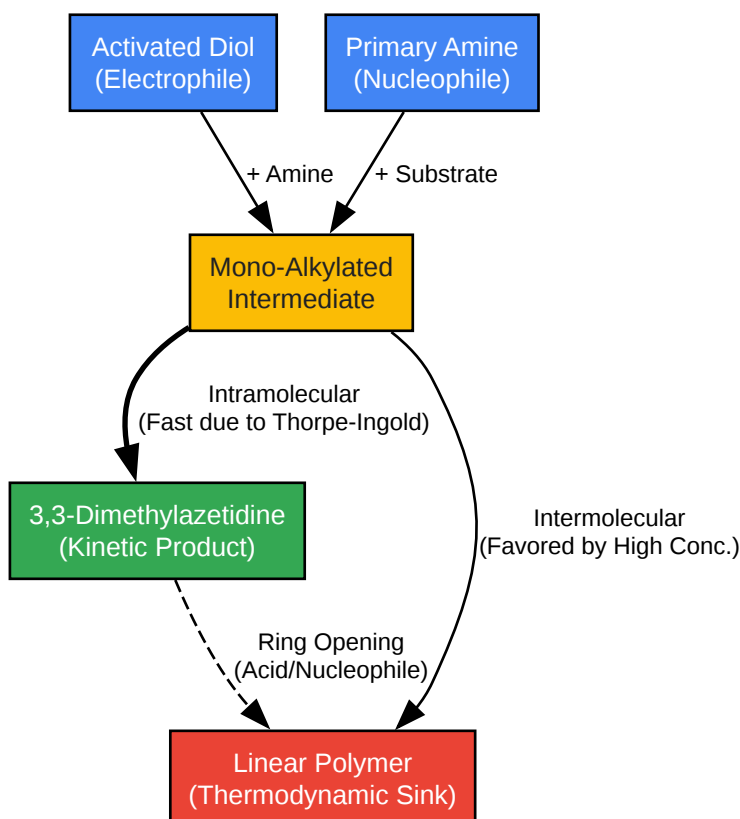 Activated Diol
(Electrophile)
Primary Amine
(Nucleophile)
+ Amine
+ Substrate
Mono-Alkylated
Intermediate
Intramolecular
(Fast due to Thorpe-Ingold)
3,3-Dimethylazetidine
(Kinetic Product)
Intermolecular
(Favored by High Conc.)
Ring Opening
(Acid/Nucleophile)
Linear Polymer
(Thermodynamic Sink)